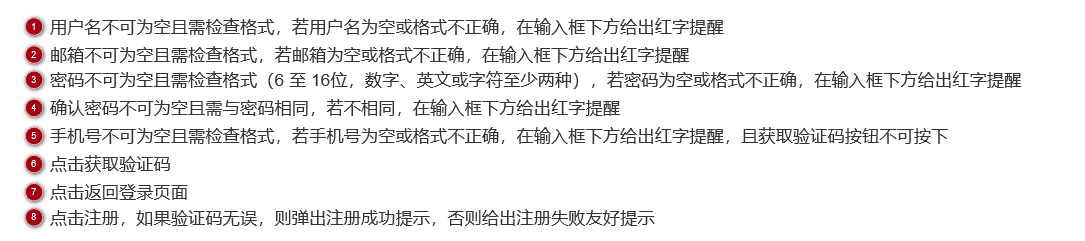 1 用户名不可为空且需检查格式，若用户名为空或格式不正确，在输入框下方给出红字提醒
2 邮箱不可为空且需检查格式，若邮箱为空或格式不正确，在输入框下方给出红字提醒
3 密码不可为空且需检查格式（6 至 16位，数字、英文或字符至少两种），若密码为空或格式不正确，在输入框下方给出红字提醒
4 确认密码不可为空且需与密码相同，若不相同，在输入框下方给出红字提醒
5 手机号不可为空且需检查格式，若手机号为空或格式不正确，在输入框下方给出红字提醒，且获取验证码按钮不可按下
6 点击获取验证码
7 点击返回登录页面
8 点击注册，如果验证码无误，则弹出注册成功提示，否则给出注册失败友好提示